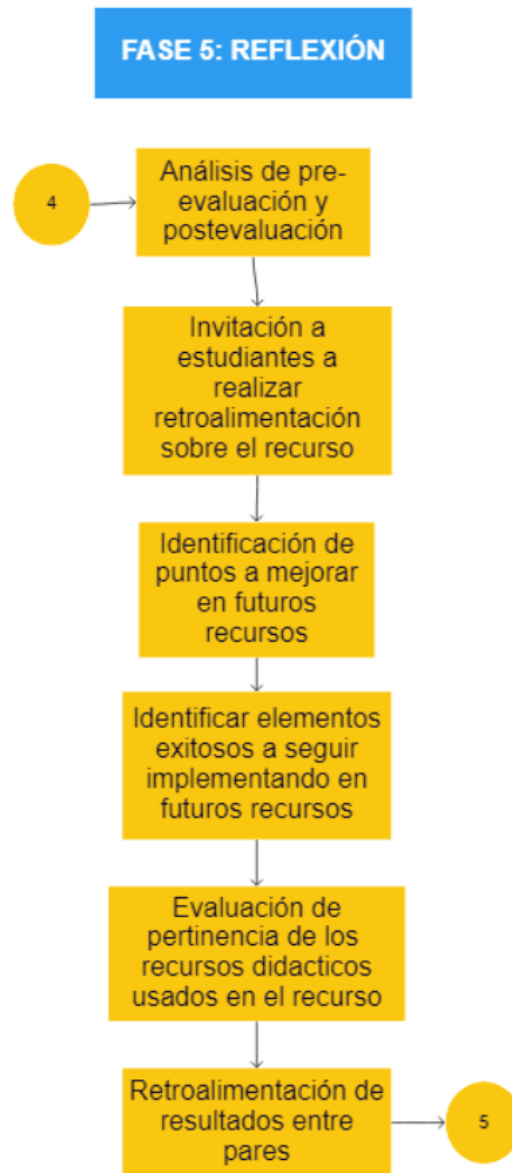 FASE 5: REFLEXIÓN
4
Análisis de pre-
evaluación y
postevaluación
Invitación a
estudiantes a
realizar
retroalimentación
sobre el recurso
Identificación de
puntos a mejorar
en futuros
recursos
Identificar elementos
exitosos a seguir
implementando en
futuros recursos
Evaluación de
pertinencia de los
recursos didacticos
usados en el recurso
Retroalimentación de
resultados entre
pares
5